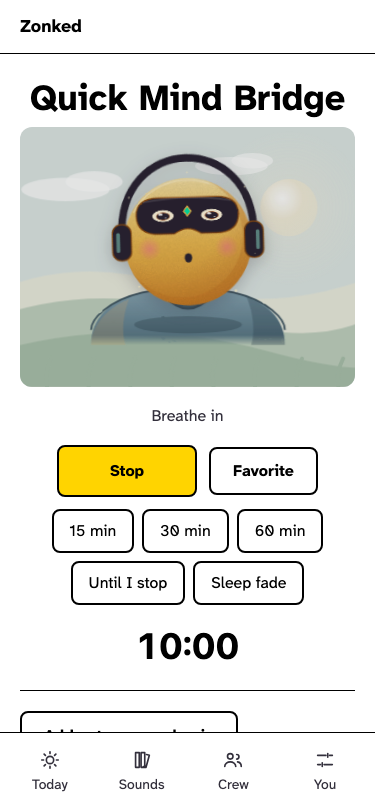 Zonked
Quick Mind Bridge
Breathe in
Stop
Favorite
15 min
30 min
60 min
Until I stop
Sleep fade
10:00
Today
Sounds
Crew
You